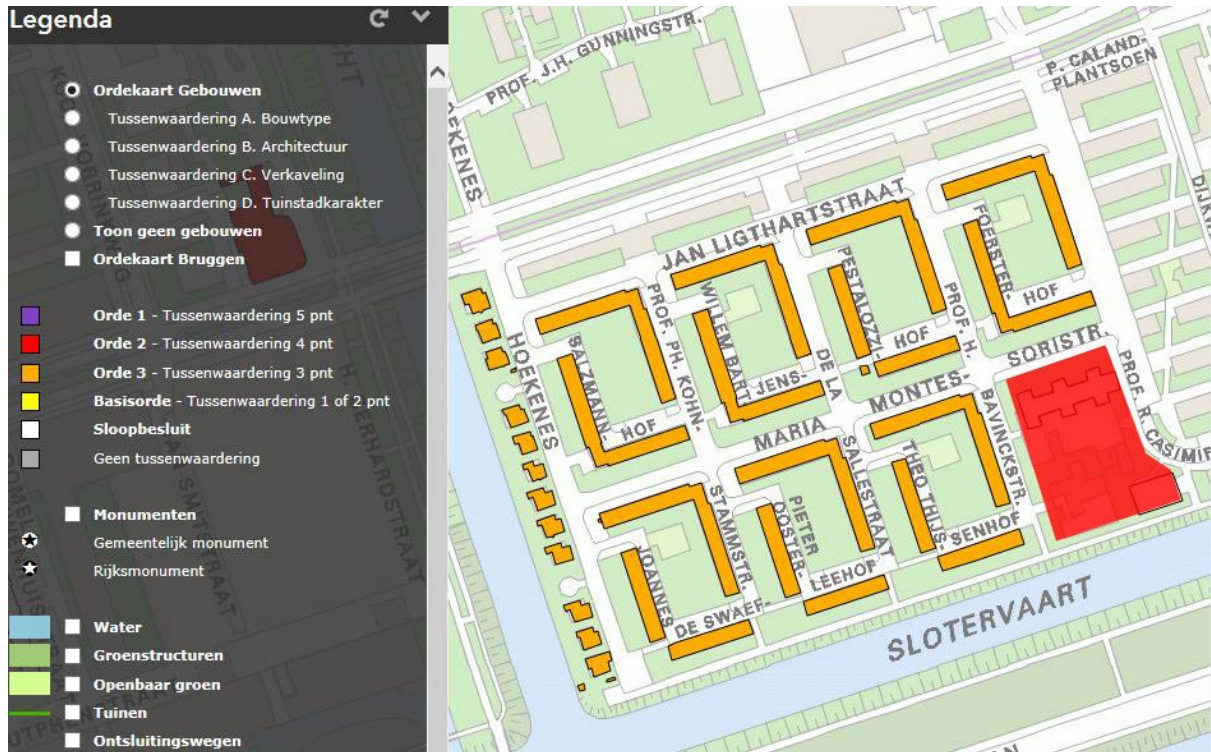 Legenda
Ordekaart Gebouwen
Tussenwaardering A. Bouwtype
Tussenwaardering B. Architectuur
Tussenwaardering C. Verkaveling
Tussenwaardering D. Tuinstadkarakter
Toon geen gebouwen
Ordekaart Bruggen
Orde 1 - Tussenwaardering 5 pnt
Orde 2 - Tussenwaardering 4 pnt
Orde 3 - Tussenwaardering 3 pnt
Basisorde - Tussenwaardering 1 of 2 pnt
Sloopbesluit
Geen tussenwaardering
Monumenten
Gemeentelijk monument
Rijksmonument
Water
Groenstructuren
Openbaar groen
Tuinen
Ontsluitingswegen
PROF. J.H. GUNNINGSTR.
P. CALAND-
PLANTSOEN
JAN LIGTHARTSTRAAT
HOEKENES
SALZMANN-
HOF
PROF. PH. KOHN-
STAMMSTR.
WILLEM BART-
JENS-
HOF
DE LA
SALLESTRAAT
PESTALOZZI-
HOF
PROF. H.
BAVINCKSTR.
FOERSTER-
HOF
MARIA
MONTES-
SORISTR.
PROF. R. CASIMIR
JOANNES
DE SWAEF-
PIETER
OOSTER-
LEEHOF
THEO THIJS-
SENHOF
SLOTERVAART